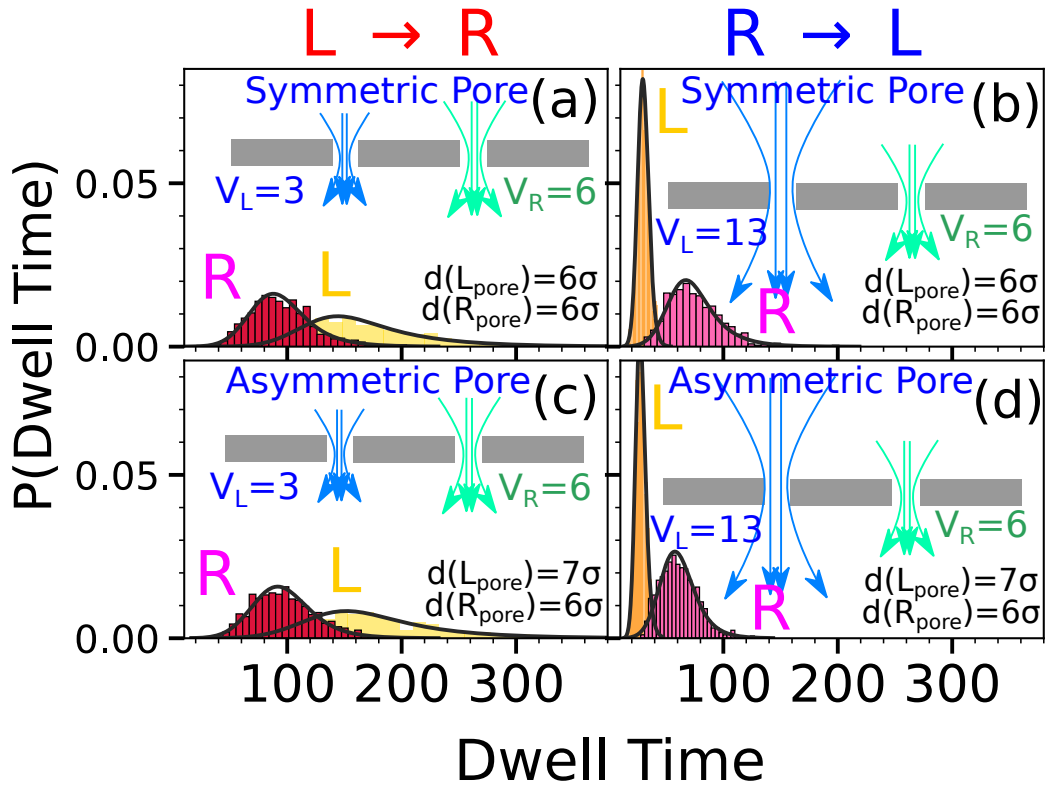 L → R
R → L
P(Dwell Time)
Symmetric Pore (a)
0.05
V_L=3
V_R=6
R
L
d(L_pore)=6σ
d(R_pore)=6σ
0.00
Symmetric Pore (b)
L
V_L=13
V_R=6
R
d(L_pore)=6σ
d(R_pore)=6σ
Asymmetric Pore (c)
0.05
V_L=3
V_R=6
R
L
d(L_pore)=7σ
d(R_pore)=6σ
0.00
100 200 300
Asymmetric Pore (d)
L
V_L=13
V_R=6
R
d(L_pore)=7σ
d(R_pore)=6σ
100 200 300
Dwell Time